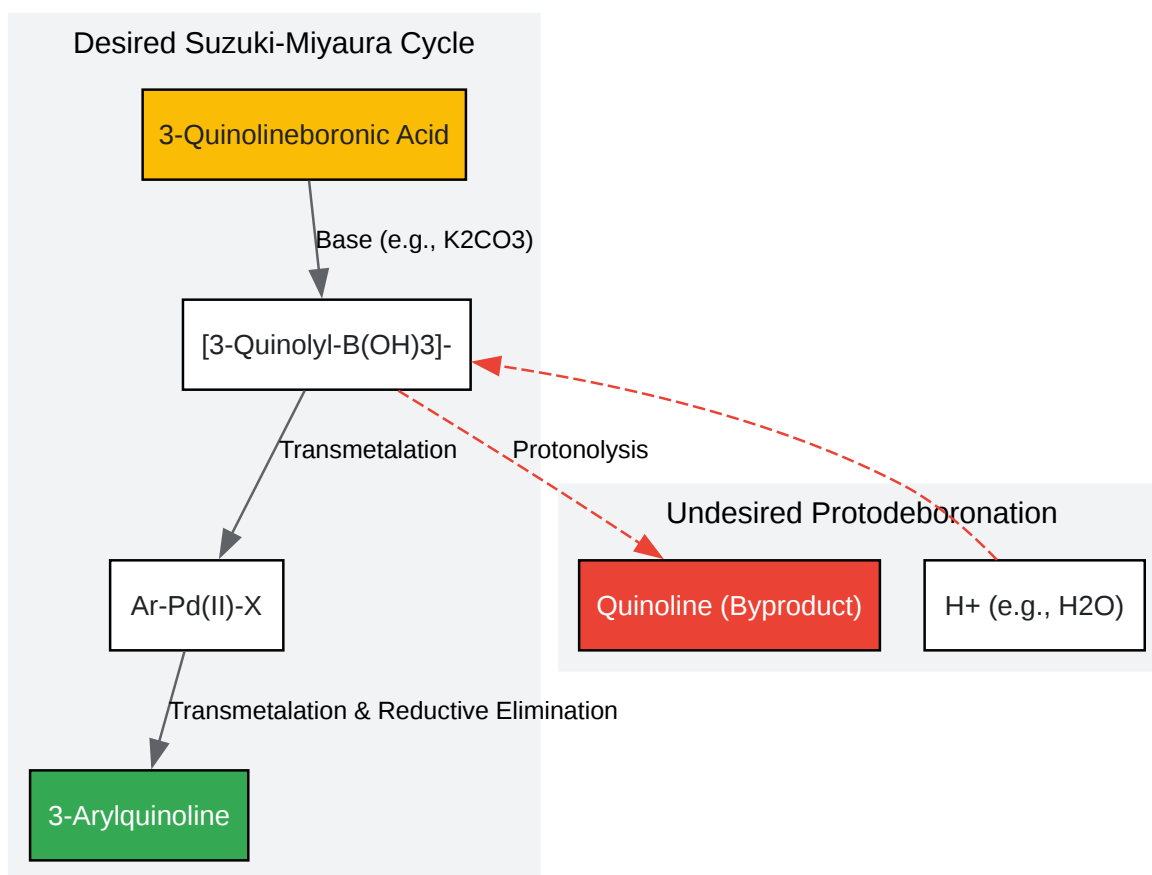 Desired Suzuki-Miyaura Cycle
3-Quinolineboronic Acid
Base (e.g., K2CO3)
[3-Quinolyl-B(OH)3]-
Transmetalation
Protonolysis
Undesired Protodeboronation
Ar-Pd(II)-X
Quinoline (Byproduct)
H+ (e.g., H2O)
Transmetalation & Reductive Elimination
3-Arylquinoline